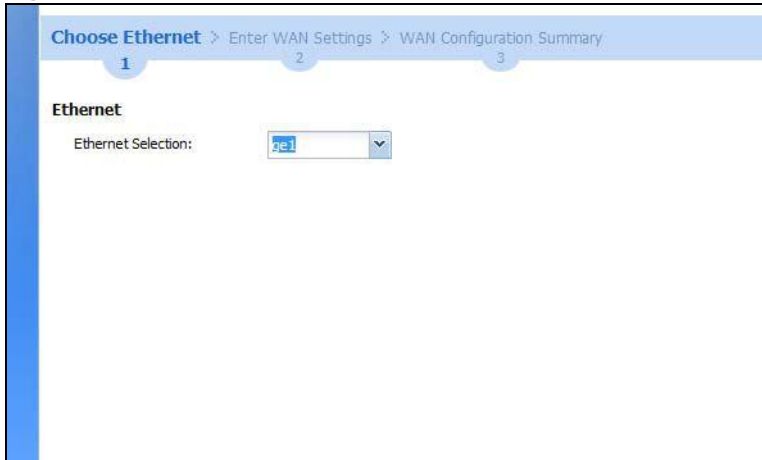 Choose Ethernet > Enter WAN Settings > WAN Configuration Summary
1 2 3
Ethernet
Ethernet Selection: ge1